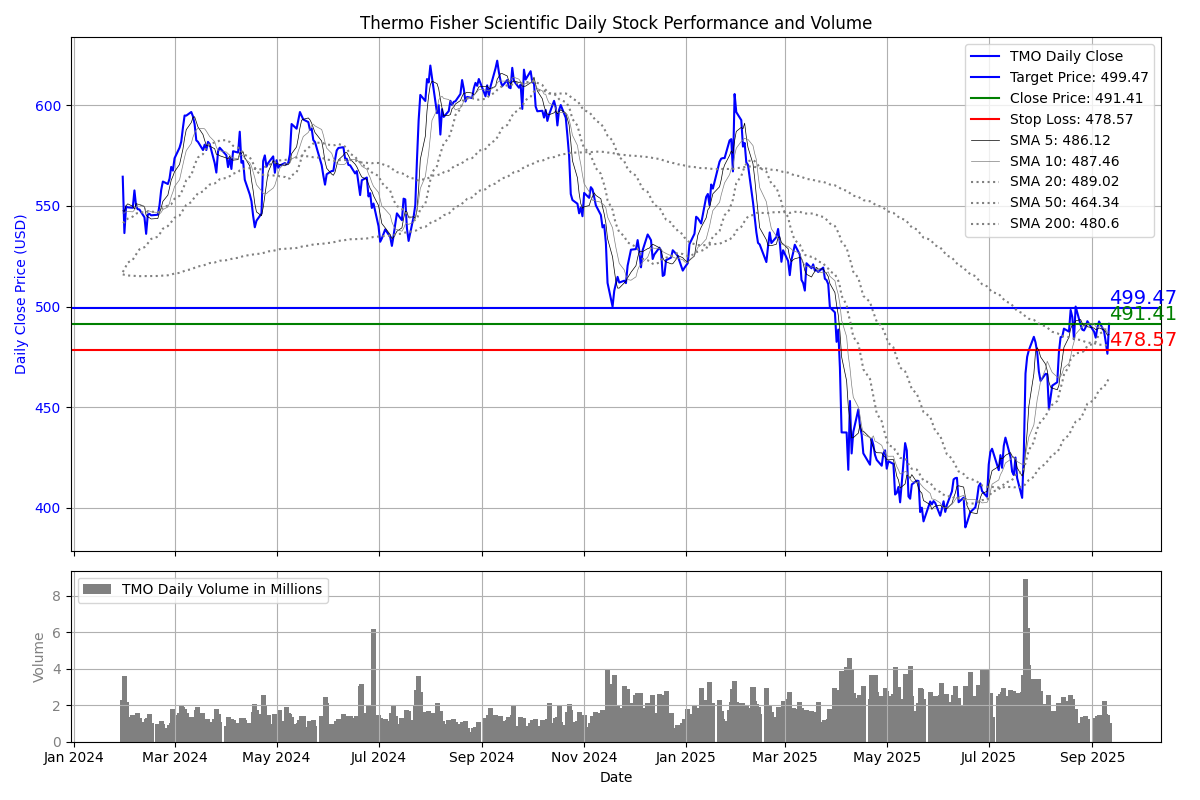 Thermo Fisher Scientific Daily Stock Performance and Volume
Daily Close Price (USD)
600
550
500
450
400
TMO Daily Close
Target Price: 499.47
Close Price: 491.41
Stop Loss: 478.57
SMA 5: 486.12
SMA 10: 487.46
SMA 20: 489.02
SMA 50: 464.34
SMA 200: 480.6
499.47
491.41
478.57
TMO Daily Volume in Millions
Volume
8
6
4
2
0
Jan 2024 Mar 2024 May 2024 Jul 2024 Sep 2024 Nov 2024 Jan 2025 Mar 2025 May 2025 Jul 2025 Sep 2025
Date